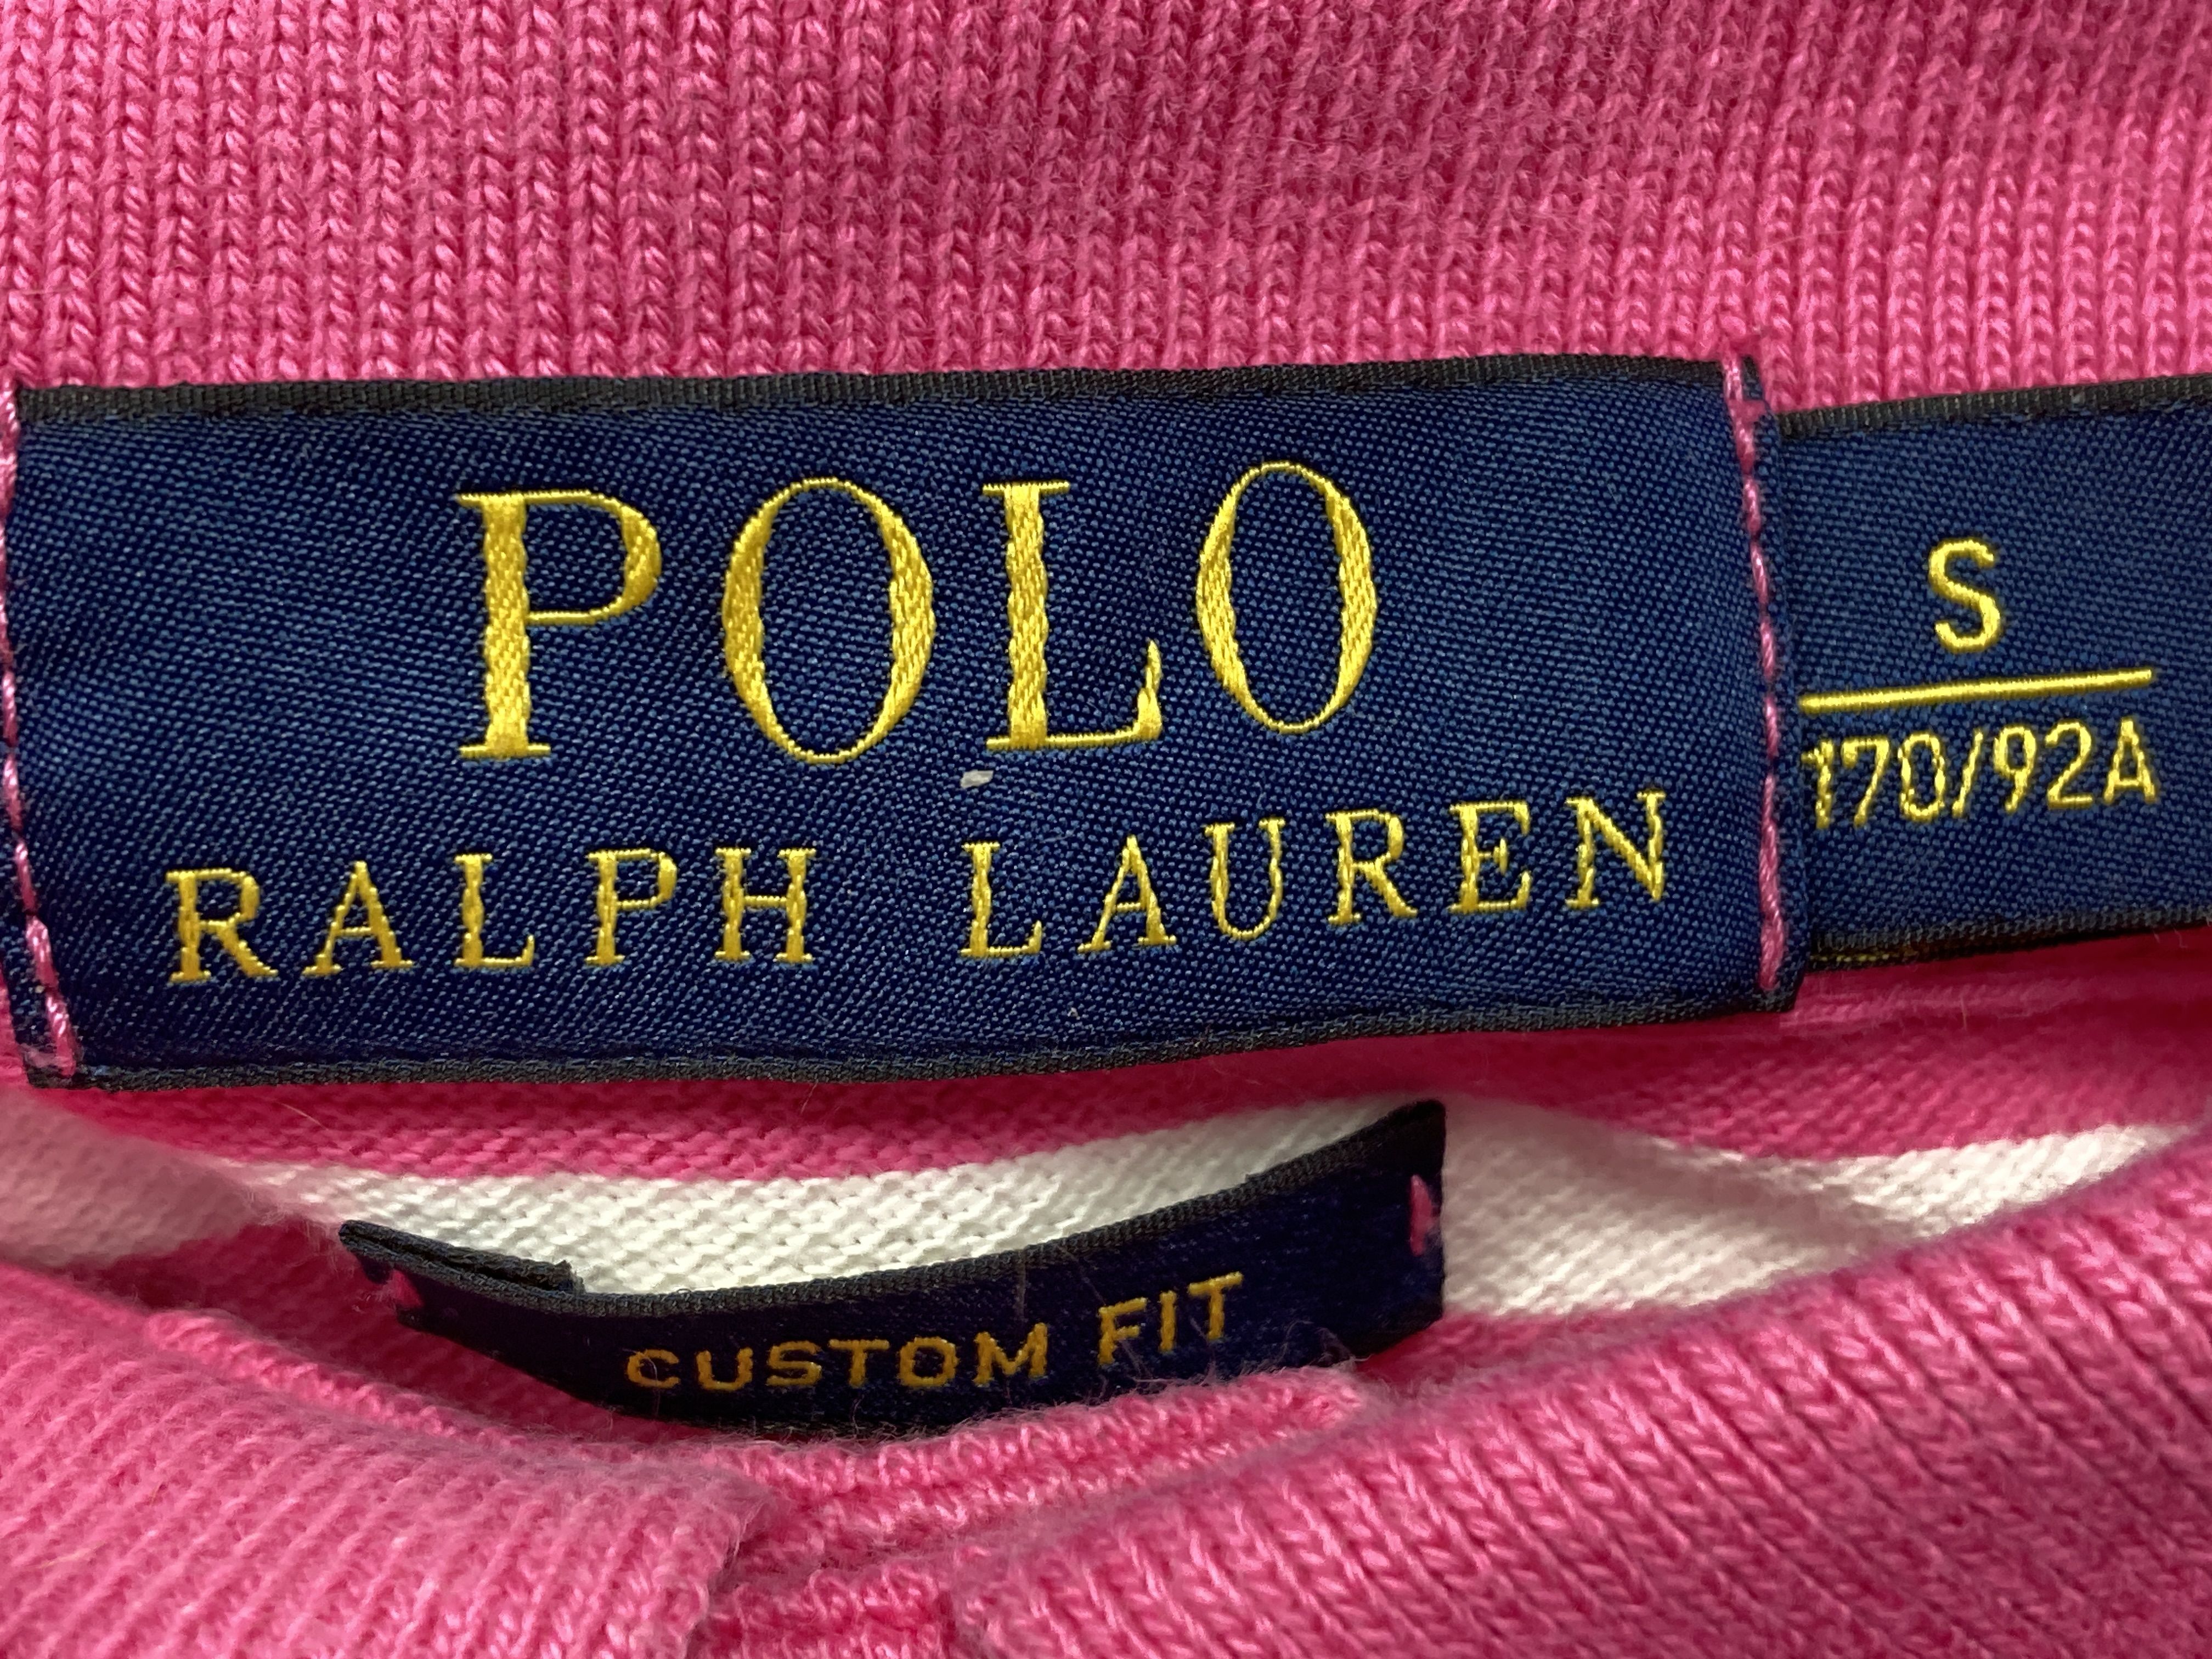 POLO
RALPH LAUREN
S
170/92A
CUSTOM FIT